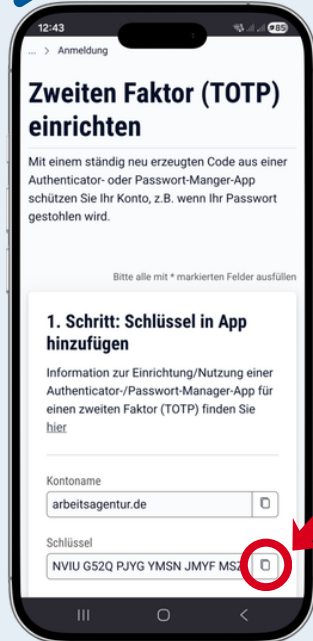 12:43
85
... > Anmeldung
Zweiten Faktor (TOTP)
einrichten
Mit einem ständig neu erzeugten Code aus einer
Authenticator- oder Passwort-Manger-App
schützen Sie Ihr Konto, z.B. wenn Ihr Passwort
gestohlen wird.
Bitte alle mit * markierten Felder ausfüllen
1. Schritt: Schlüssel in App
hinzufügen
Information zur Einrichtung/Nutzung einer
Authenticator-/Passwort-Manager-App für
einen zweiten Faktor (TOTP) finden Sie
hier
Kontoname
arbeitsagentur.de
Schlüssel
NVIU G52Q PJYG YMSN JMYF MSZ